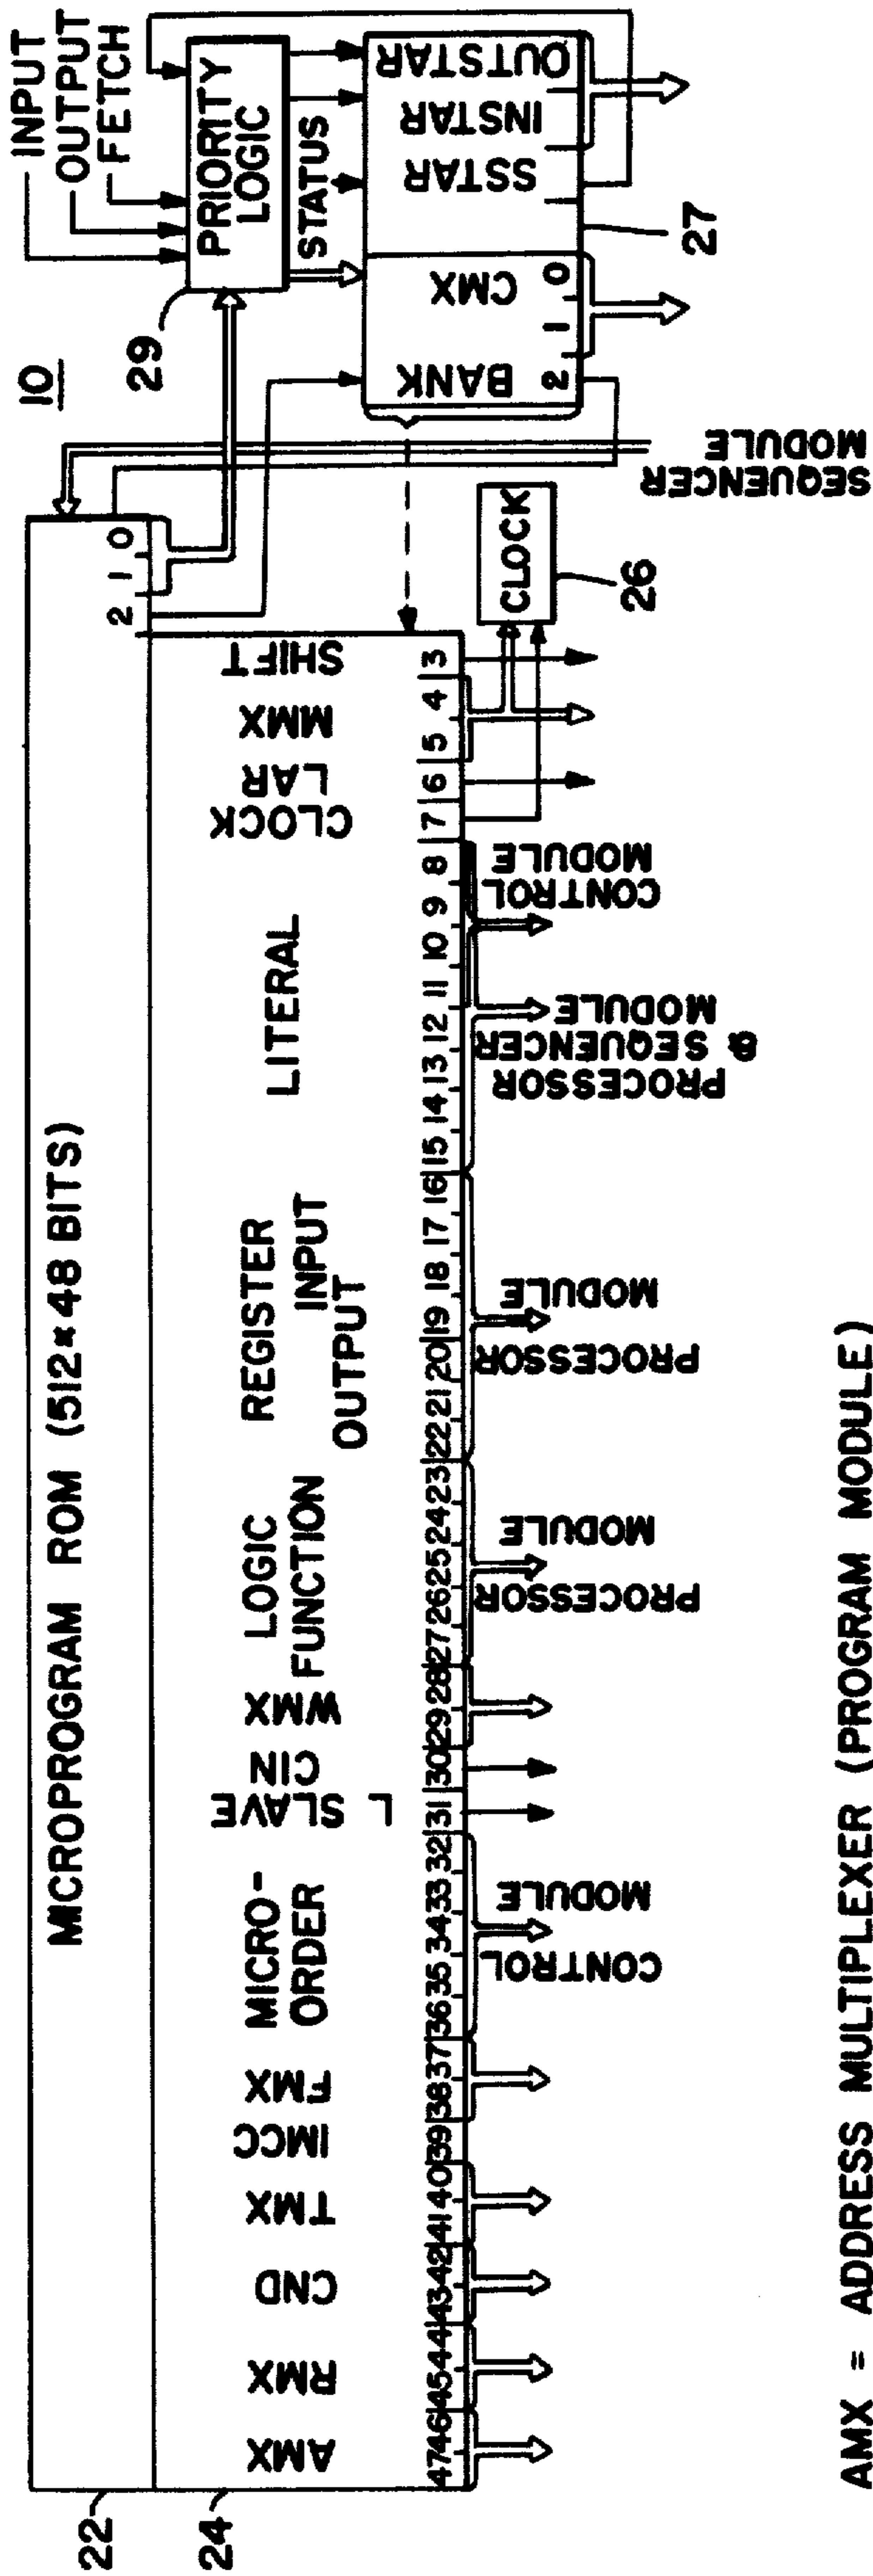 10
INPUT
OUTPUT
FETCH
29
PRIORITY
LOGIC
STATUS
BANK
CMX
SSTAR
INSTAR
OUTSTAR
2 1 0
27
22
MICROPROGRAM ROM (512×48 BITS)
2 1 0
SEQUENCER
MODULE
24
AMX
RMX
CND
TMX
IMCC
FMX
MICRO-
ORDER
L SLAVE
CIN
WMX
LOGIC
FUNCTION
REGISTER
INPUT
OUTPUT
LITERAL
CLOCK
LAR
MMX
SHIFT
47 46 45 44 43 42 41 40 39 38 37 36 35 34 33 32 31 30 29 28 27 26 25 24 23 22 21 20 19 18 17 16 15 14 13 12 11 10 9 8 7 6 5 4 3
CLOCK
26
CONTROL
MODULE
PROCESSOR
MODULE
PROCESSOR
MODULE
PROCESSOR
& SEQUENCER
MODULE
CONTROL
MODULE
AMX = ADDRESS MULTIPLEXER (PROGRAM MODULE)